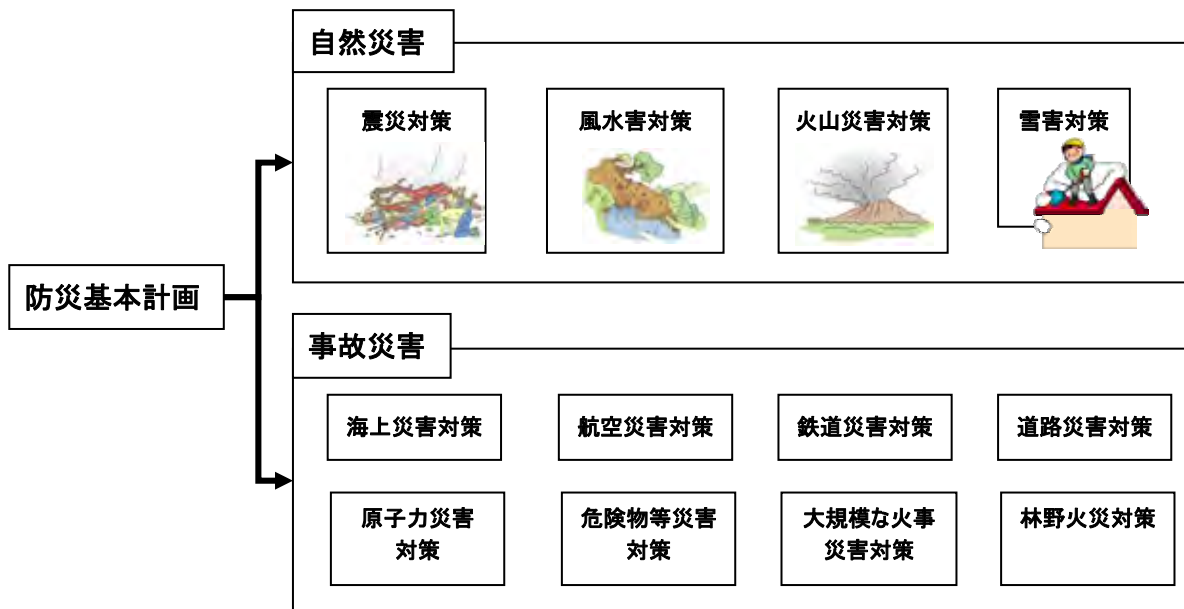 自然災害
震災対策
風水害対策
火山災害対策
雪害対策
防災基本計画
事故災害
海上災害対策
航空災害対策
鉄道災害対策
道路災害対策
原子力災害
対策
危険物等災害
対策
大規模な火事
災害対策
林野火災対策